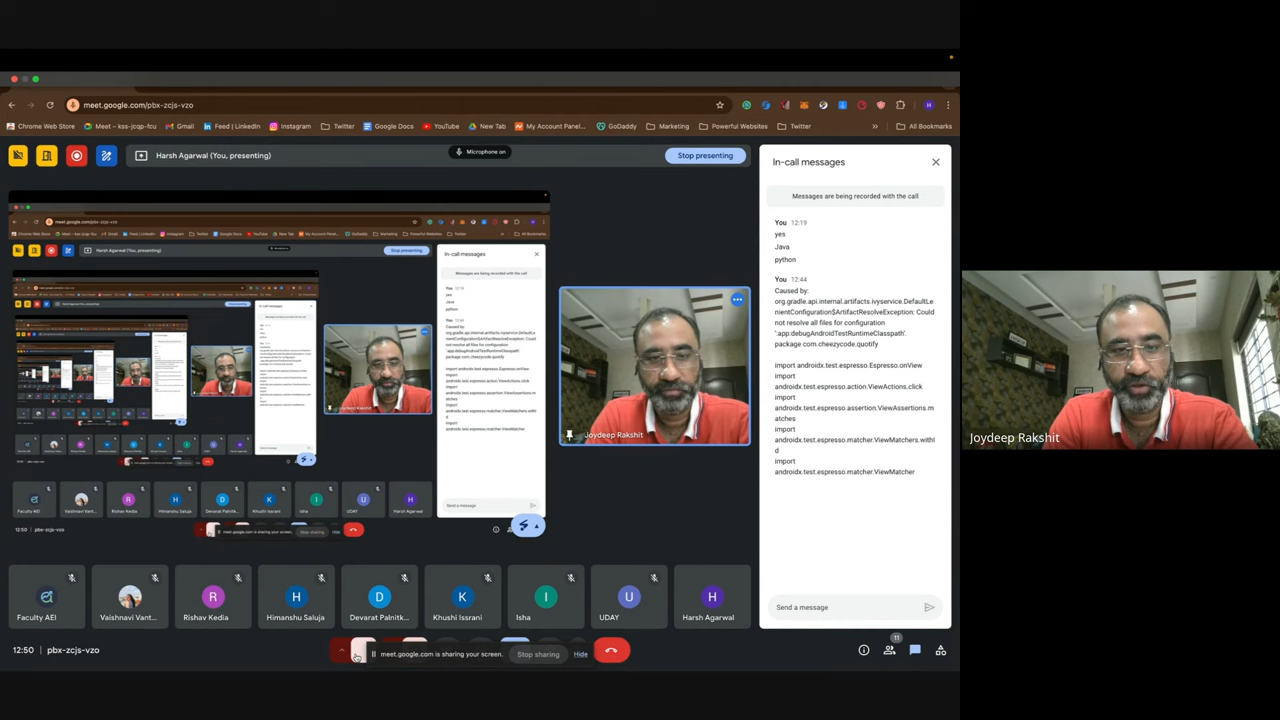 meet.google.com/pbx-zcjs-vzo
Chrome Web Store
Meet – kss-jcqp-fcu
Gmail
Feed | LinkedIn
Instagram
Twitter
Google Docs
YouTube
New Tab
My Account Panel...
GoDaddy
Marketing
Powerful Websites
Twitter
All Bookmarks
Harsh Agarwal (You, presenting)
Microphone on
Stop presenting
In-call messages
Messages are being recorded with the call
You 12:19
yes
Java
python
You 12:44
Caused by:
org.gradle.api.internal.artifacts.ivyservice.DefaultLe
nientConfiguration$ArtifactResolveException: Could
not resolve all files for configuration
':app:debugAndroidTestRuntimeClasspath'.
package com.cheezycode.quotify
import androidx.test.espresso.Espresso.onView
import
androidx.test.espresso.action.ViewActions.click
import
androidx.test.espresso.assertion.ViewAssertions.m
atches
import
androidx.test.espresso.matcher.ViewMatchers.withI
d
import
androidx.test.espresso.matcher.ViewMatcher
Send a message
Joydeep Rakshit
Joydeep Rakshit
Faculty AEI
Vaishnavi Vant...
Rishav Kedia
Himanshu Saluja
Devarat Palnitk...
Khushi Issrani
Isha
UDAY
Harsh Agarwal
R
H
D
K
I
U
H
12:50
pbx-zcjs-vzo
meet.google.com is sharing your screen.
Stop sharing
Hide
11